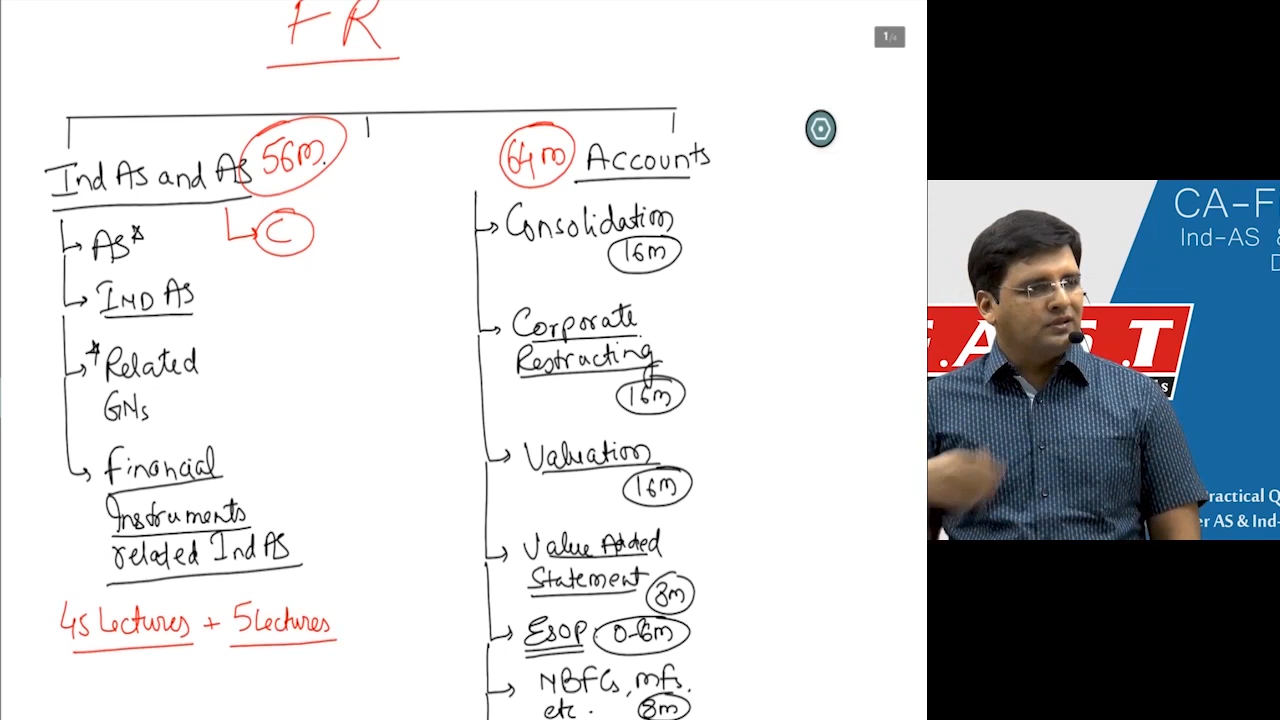 FR
1/4
Ind AS and AS 56m.
C
AS*
IND AS
*Related
GNs
Financial
Instruments
related Ind AS
45 Lectures + 5 Lectures
64m Accounts
Consolidation
16m
Corporate
Restructing
16m
Valuation
16m
Value Added
Statement
8m
ESOP. 0-6m
NBFCs, mfs.
etc.
8m
CA-F
Ind-AS &
D
.A.S.T
s
ractical Q
er AS & Ind-